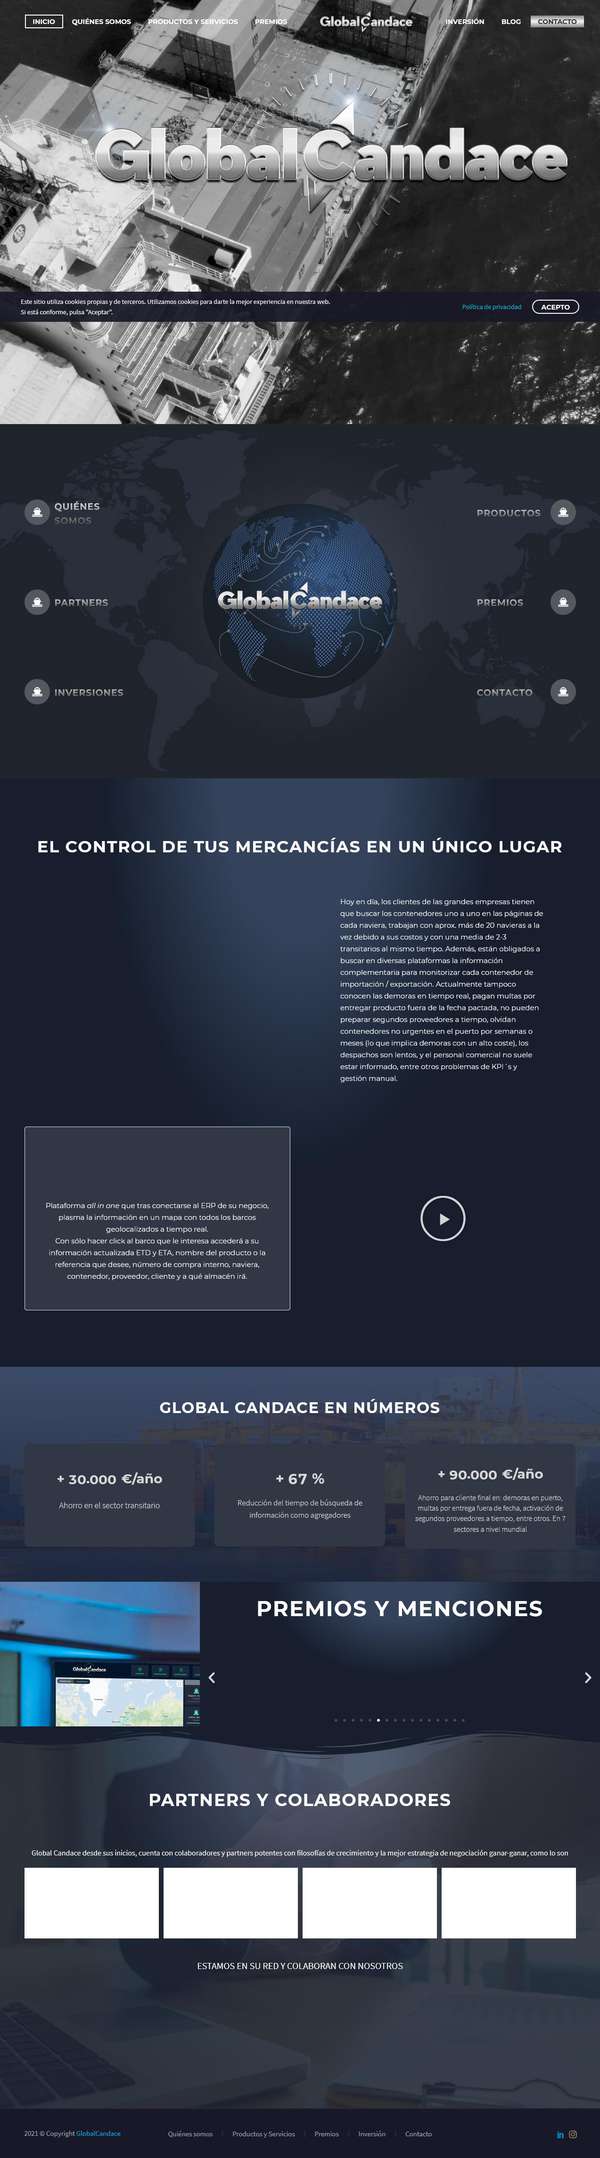 INICIO QUIÉNES SOMOS PRODUCTOS Y SERVICIOS PREMIOS GlobalCandace INVERSIÓN BLOG CONTACTO
GlobalCandace
Este sitio utiliza cookies propias y de terceros. Utilizamos cookies para darte la mejor experiencia en nuestra web.
Si está conforme, pulsa "Aceptar".
Política de privacidad ACEPTO
QUIÉNES
SOMOS
PRODUCTOS
PARTNERS
GlobalCandace
PREMIOS
INVERSIONES
CONTACTO
EL CONTROL DE TUS MERCANCÍAS EN UN ÚNICO LUGAR
Hoy en día, los clientes de las grandes empresas tienen
que buscar los contenedores uno a uno en las páginas de
cada naviera, trabajan con aprox. más de 20 navieras a la
vez debido a sus costos y con una media de 2-3
transitarios al mismo tiempo. Además, están obligados a
buscar en diversas plataformas la información
complementaria para monitorizar cada contenedor de
importación / exportación. Actualmente tampoco
conocen las demoras en tiempo real, pagan multas por
entregar producto fuera de la fecha pactada, no pueden
preparar segundos proveedores a tiempo, olvidan
contenedores no urgentes en el puerto por semanas o
meses (lo que implica demoras con un alto coste), los
despachos son lentos, y el personal comercial no suele
estar informado, entre otros problemas de KPI´s y
gestión manual.
Plataforma all in one que tras conectarse al ERP de su negocio,
plasma la información en un mapa con todos los barcos
geolocalizados a tiempo real.
Con sólo hacer click al barco que le interesa accederá a su
información actualizada ETD y ETA, nombre del producto o la
referencia que desee, número de compra interno, naviera,
contenedor, proveedor, cliente y a qué almacén irá.
GLOBAL CANDACE EN NÚMEROS
+ 30.000 €/año
Ahorro en el sector transitario
+ 67 %
Reducción del tiempo de búsqueda de
información como agregadores
+ 90.000 €/año
Ahorro para cliente final en: demoras en puerto,
multas por entrega fuera de fecha, activación de
segundos proveedores a tiempo, entre otros. En 7
sectores a nivel mundial
GlobalCandace
PREMIOS Y MENCIONES
PARTNERS Y COLABORADORES
Global Candace desde sus inicios, cuenta con colaboradores y partners potentes con filosofías de crecimiento y la mejor estrategia de negociación ganar-ganar, como lo son
ESTAMOS EN SU RED Y COLABORAN CON NOSOTROS
2021 © Copyright GlobalCandace
Quiénes somos Productos y Servicios Premios Inversión Contacto
in